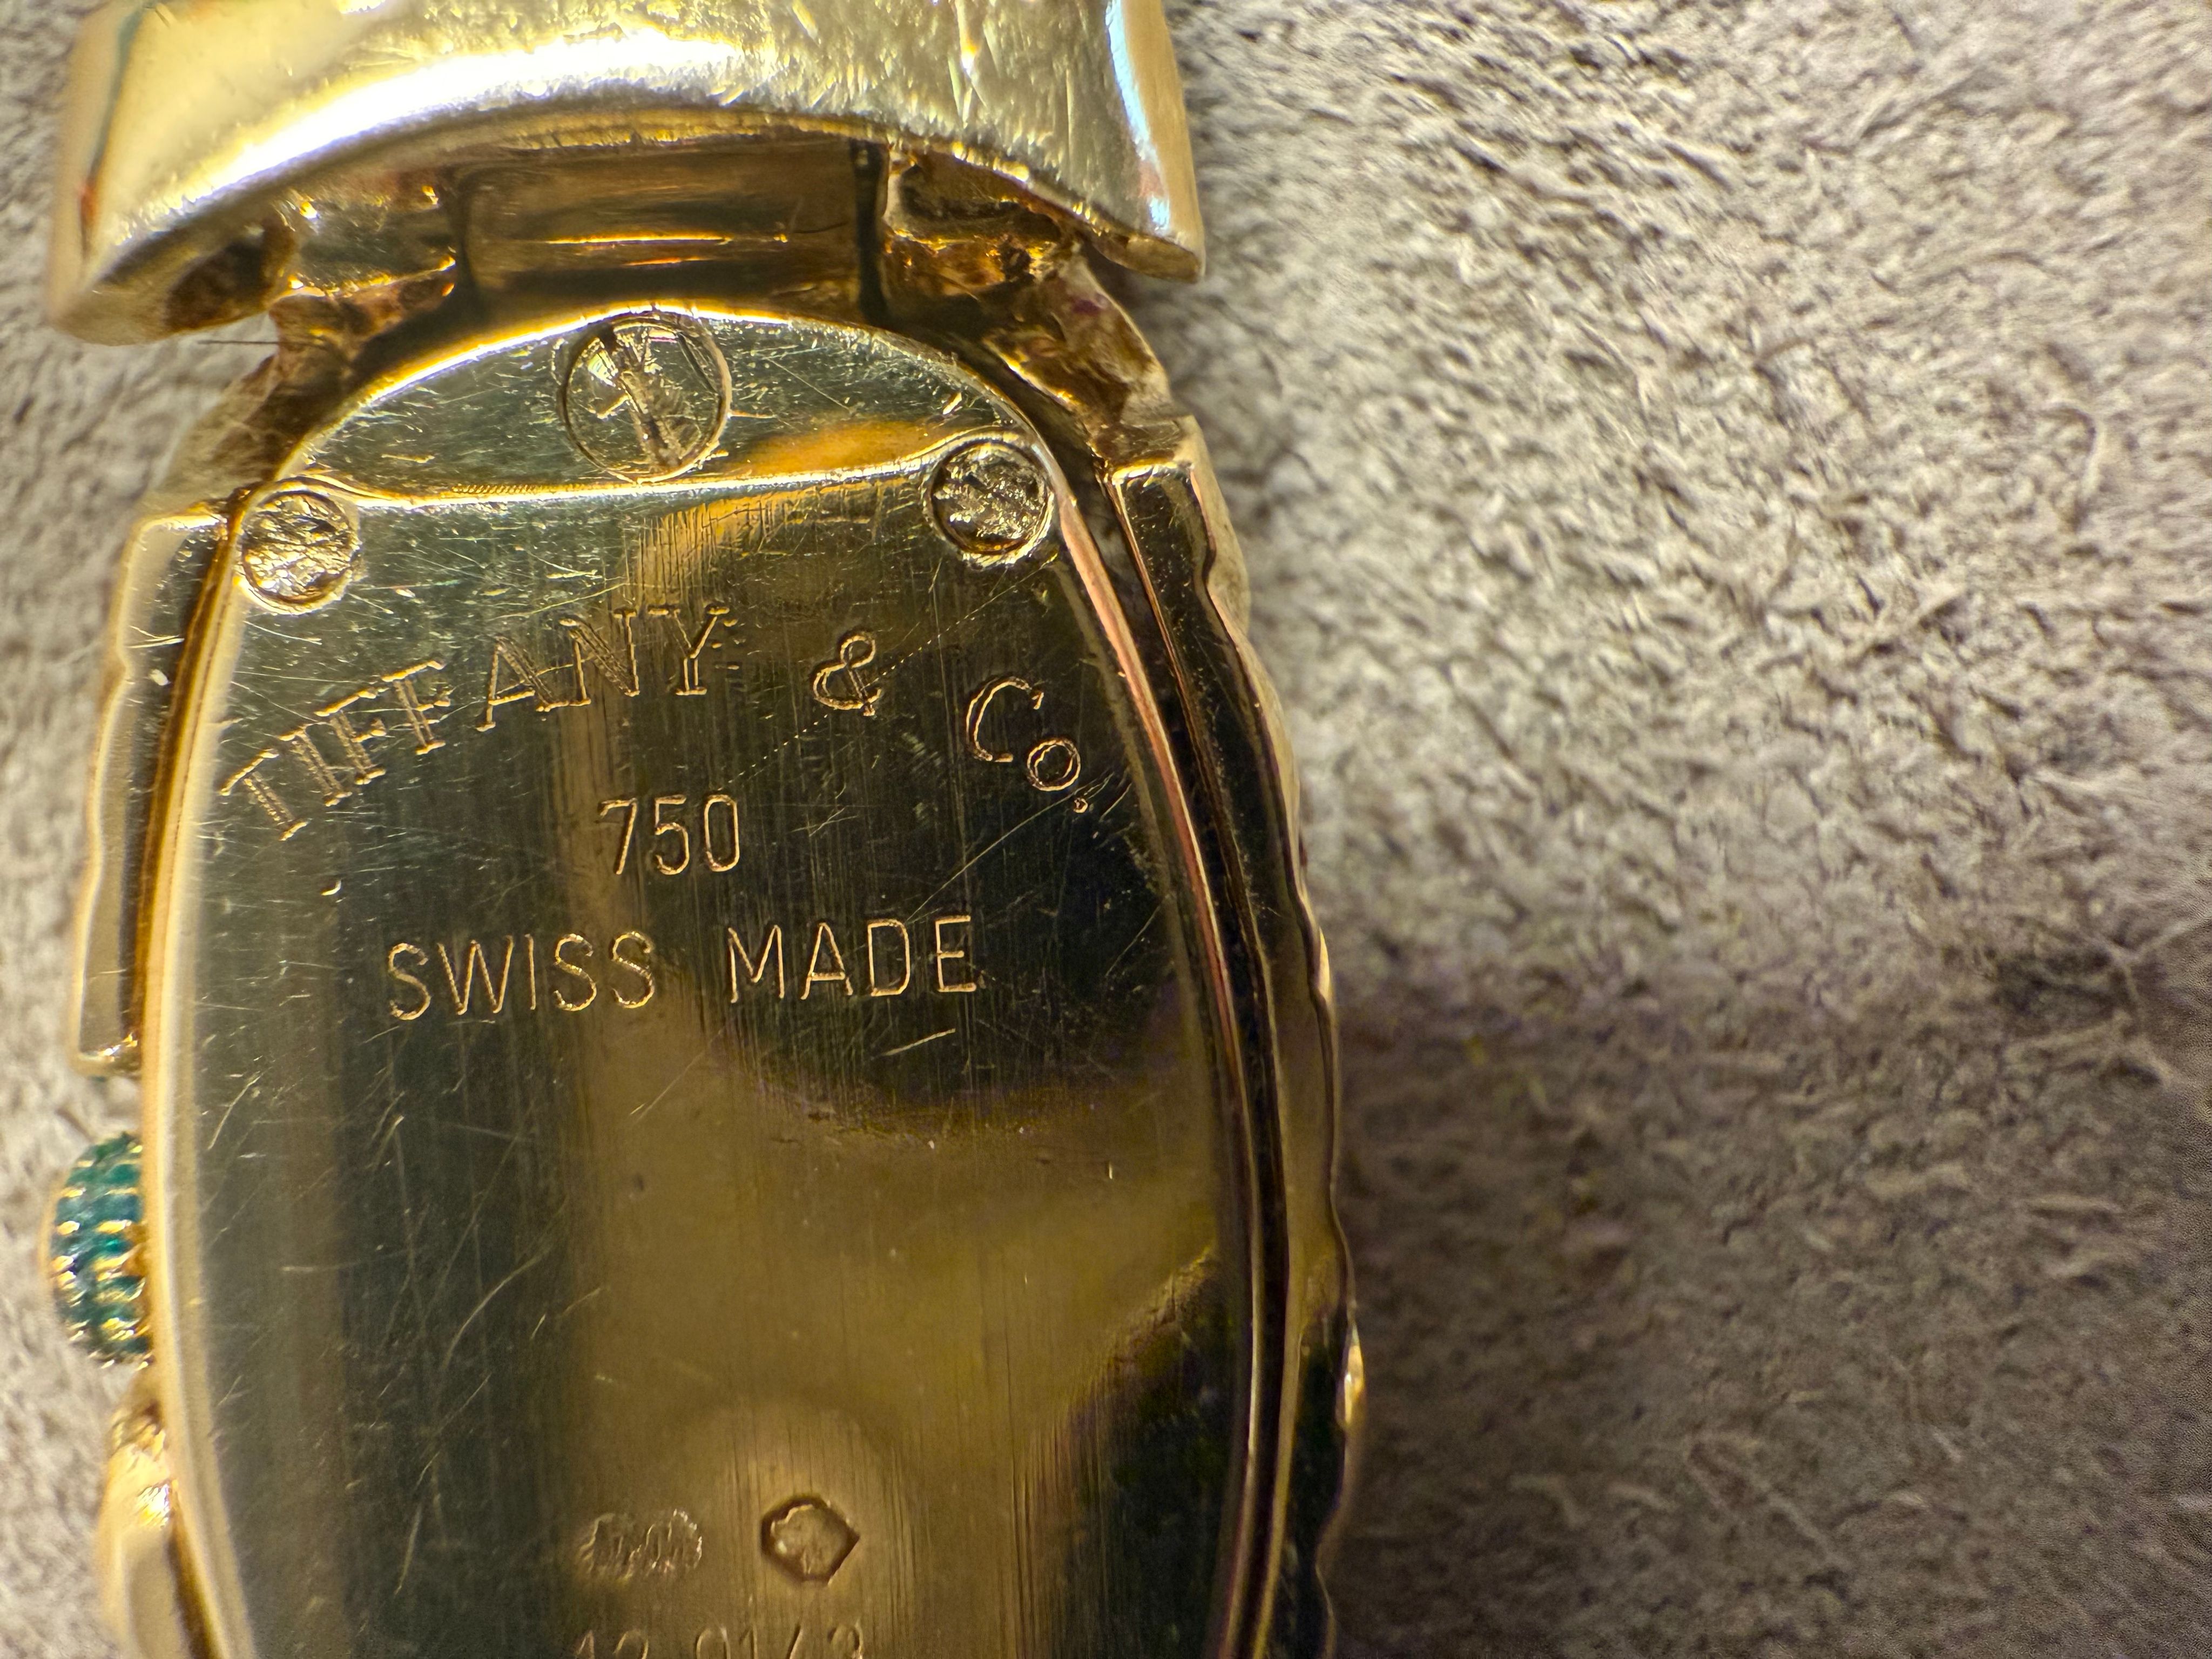 TIFFANY & Co.
750
SWISS MADE